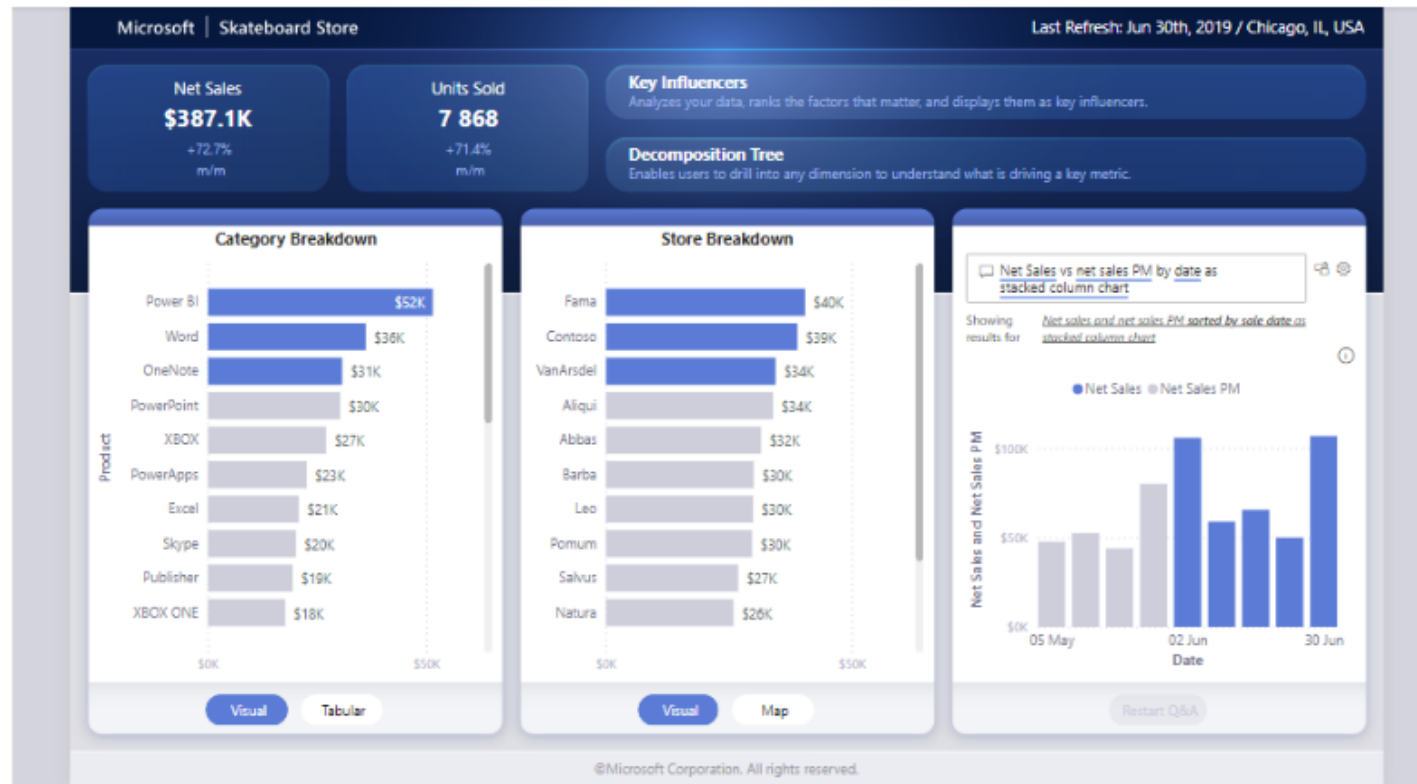 Microsoft | Skateboard Store
Last Refresh: Jun 30th, 2019 / Chicago, IL, USA
Net Sales
$387.1K
+72.7%
m/m
Units Sold
7 868
+71.4%
m/m
Key Influencers
Analyzes your data, ranks the factors that matter, and displays them as key influencers.
Decomposition Tree
Enables users to drill into any dimension to understand what is driving a key metric.
Category Breakdown
Product
Power BI $52K
Word $36K
OneNote $31K
PowerPoint $30K
XBOX $27K
PowerApps $23K
Excel $21K
Skype $20K
Publisher $19K
XBOX ONE $18K
$0K $50K
Visual Tabular
Store Breakdown
Fama $40K
Contoso $39K
VanArsdel $34K
Aliqui $34K
Abbas $32K
Barba $30K
Leo $30K
Pomum $30K
Salvus $27K
Natura $26K
$0K $50K
Visual Map
Net Sales vs net sales PM by date as
stacked column chart
Showing results for
Net sales and net sales PM sorted by sale date as
stacked column chart
Net Sales Net Sales PM
Net Sales and Net Sales PM
$100K
$50K
$0K
05 May 02 Jun 30 Jun
Date
Restart Q&A
©Microsoft Corporation. All rights reserved.